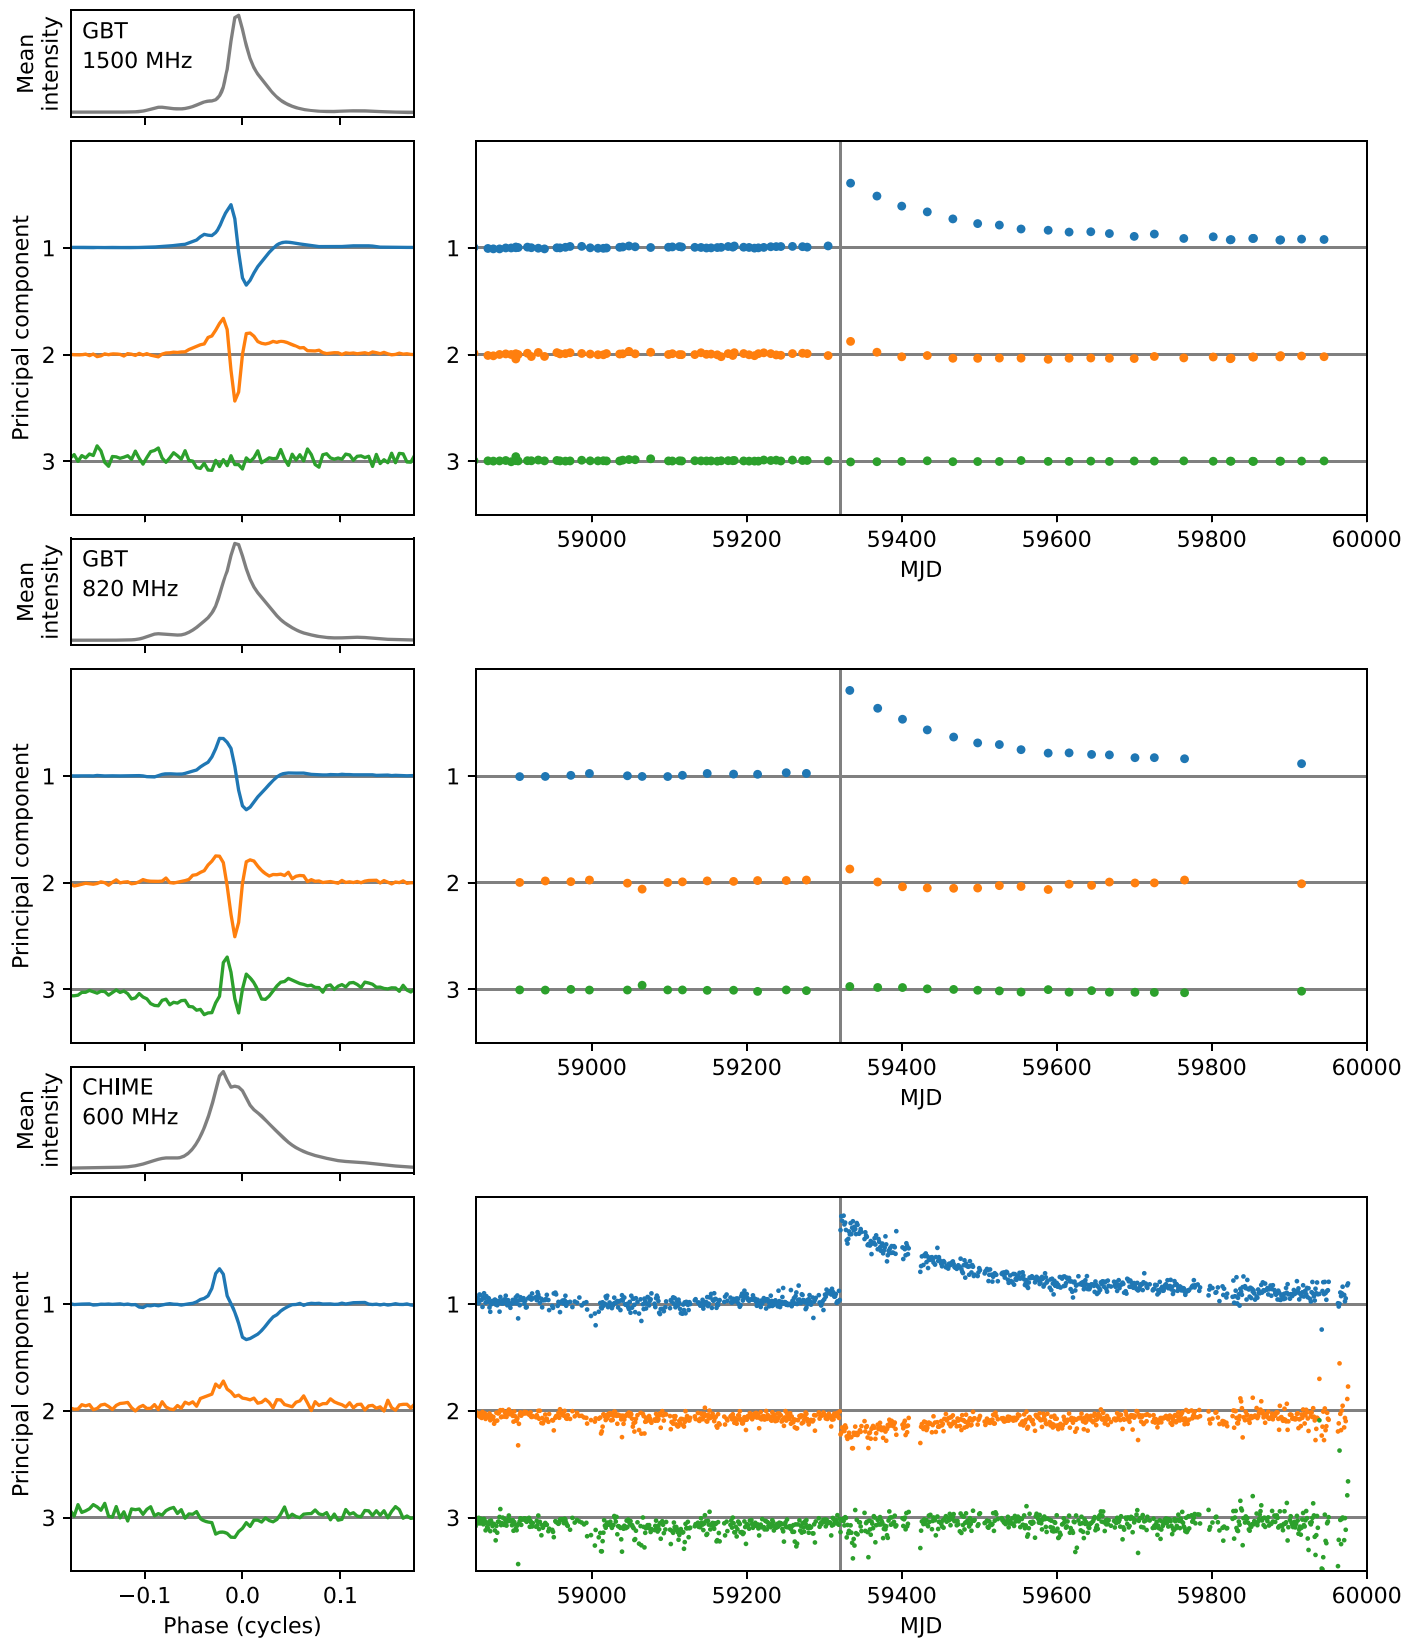 Mean
intensity
GBT
1500 MHz
Principal component
1
2
3
1
2
3
59000
59200
59400
59600
59800
60000
MJD
Mean
intensity
GBT
820 MHz
Principal component
1
2
3
1
2
3
59000
59200
59400
59600
59800
60000
MJD
Mean
intensity
CHIME
600 MHz
Principal component
1
2
3
−0.1
0.0
0.1
Phase (cycles)
1
2
3
59000
59200
59400
59600
59800
60000
MJD